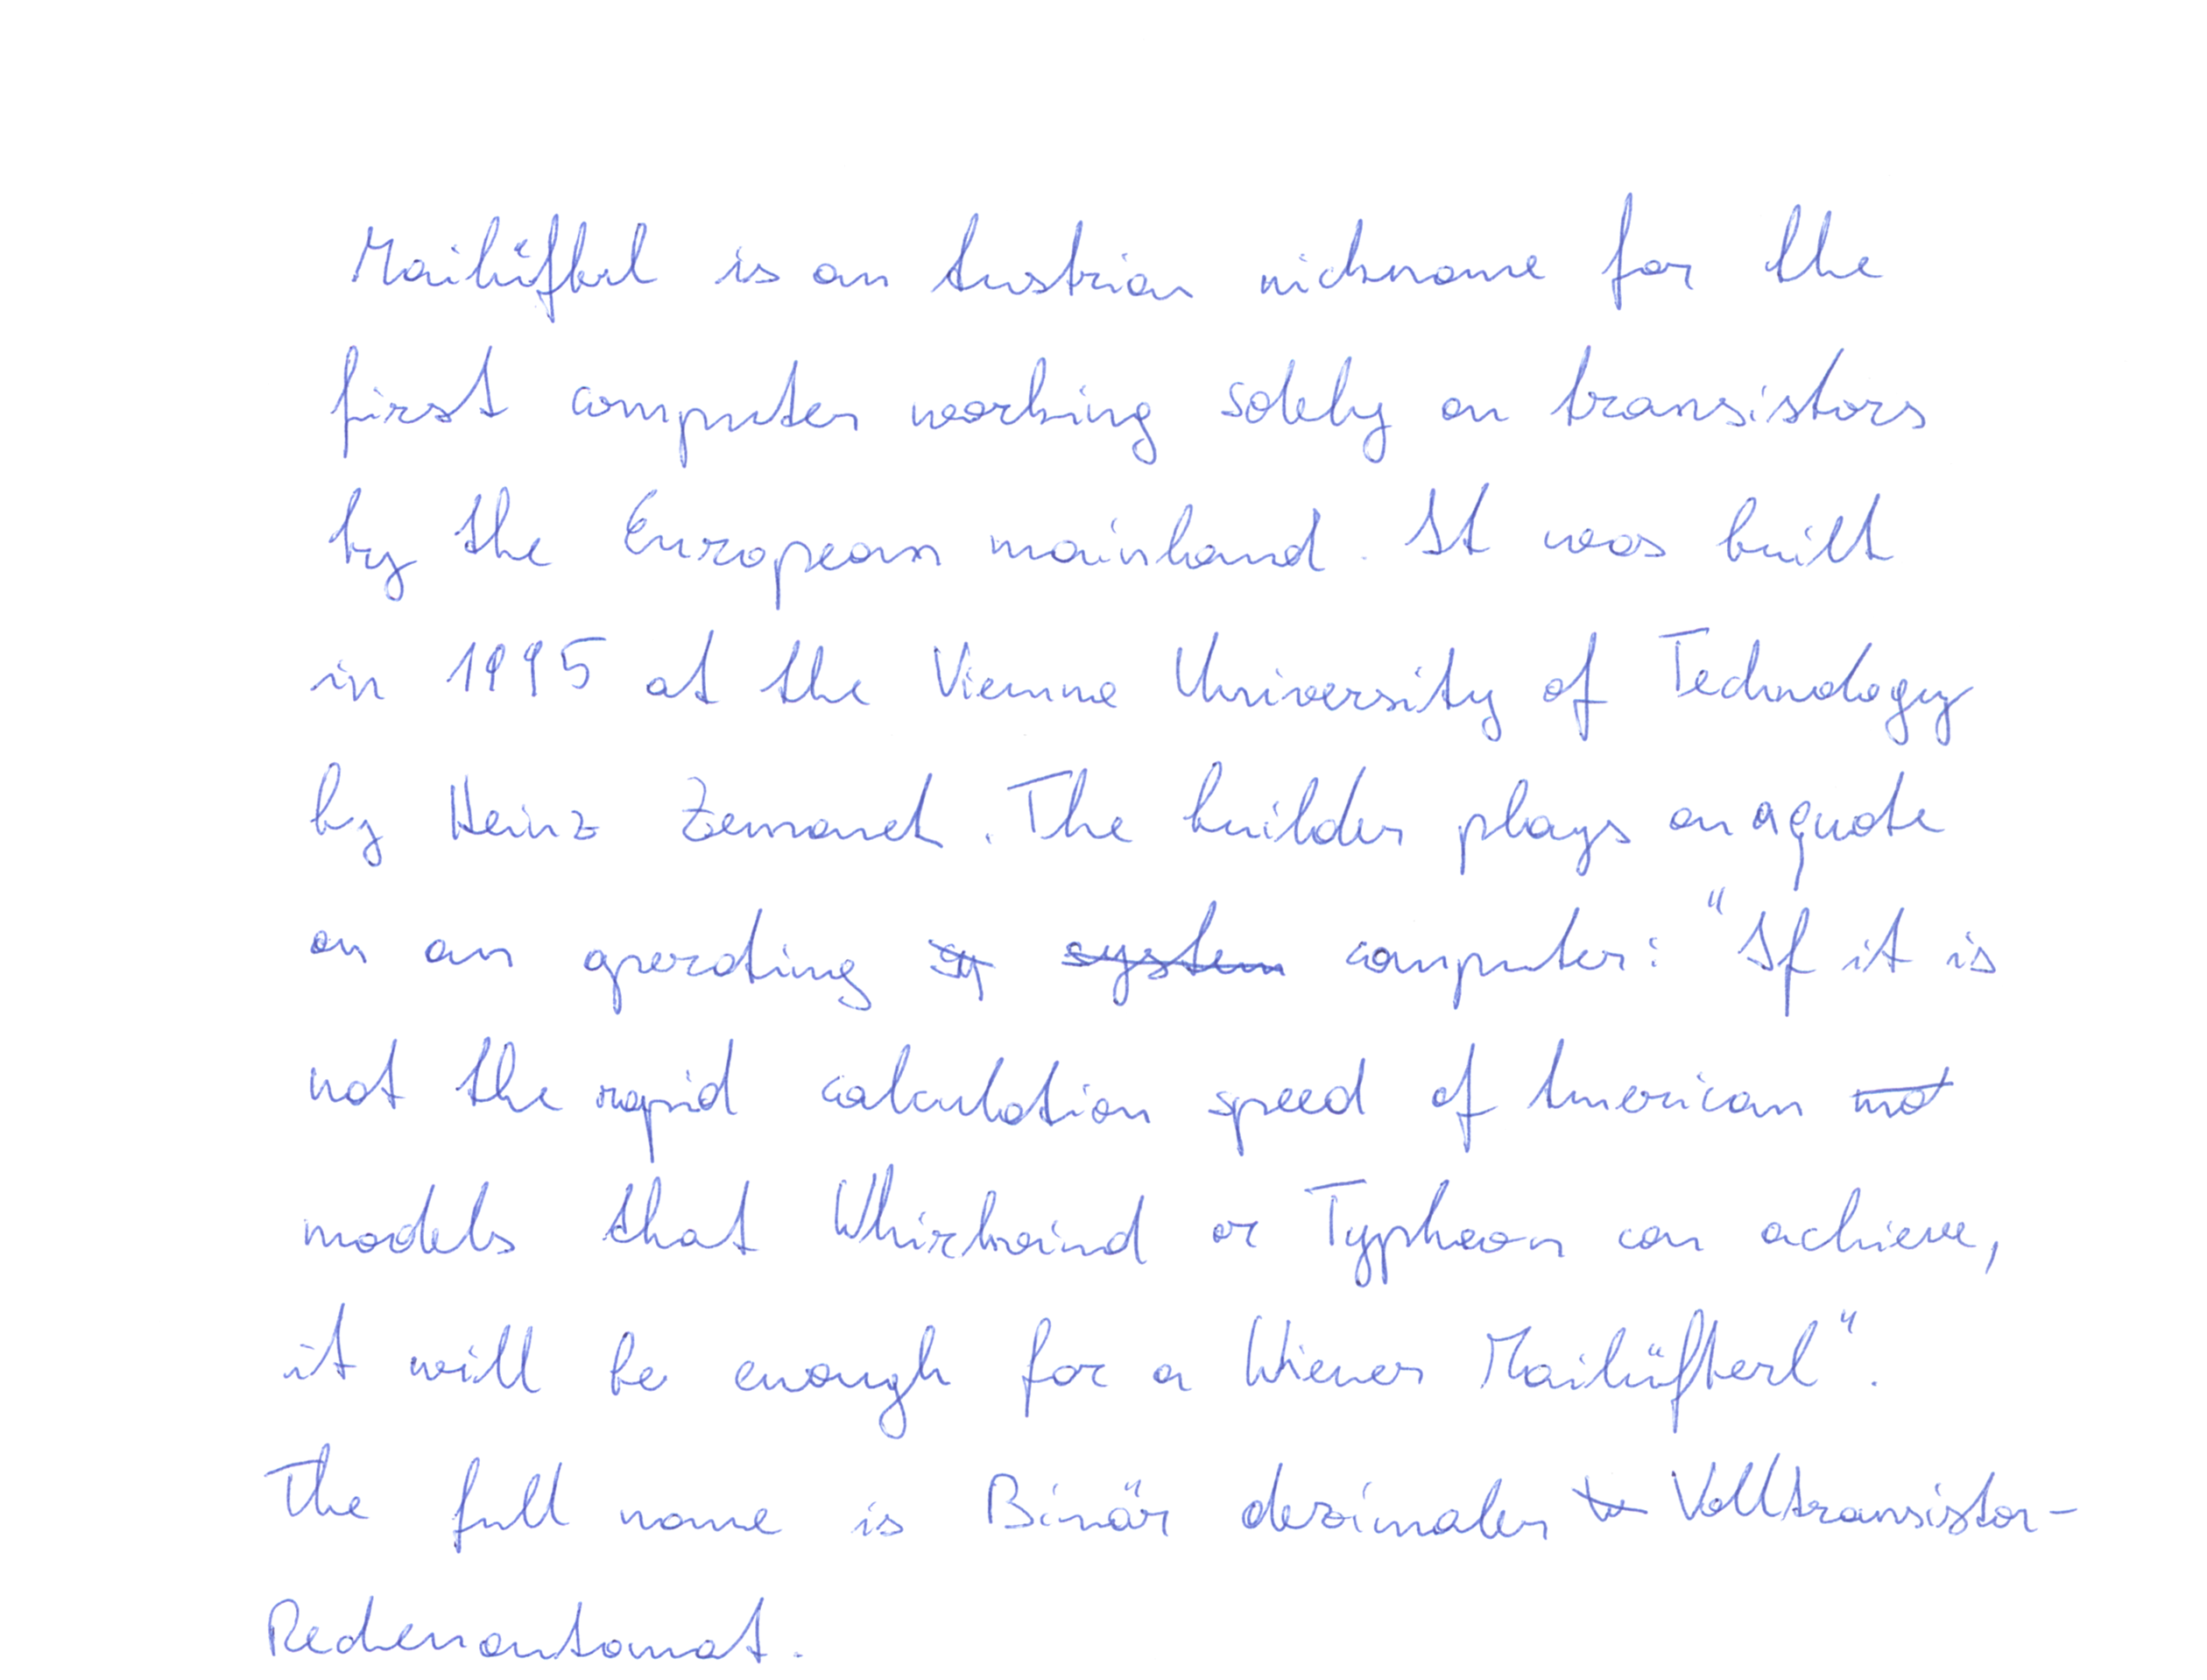 Mailüfterl is an Austrian nickname for the
first computer working solely on transistors
by the European mainland. It was built
in 1995 at the Vienna University of Technology
by Heinz Zemanek. The builder plays on a quote
on an operating sy system computer: "If it is
not the rapid calculation speed of American mod
models that Whirlwind or Typhoon can achieve,
it will be enough for a Wiener Mailüfterl".
The full name is Binär dezimaler Volltransistor-
Rechenautomat.